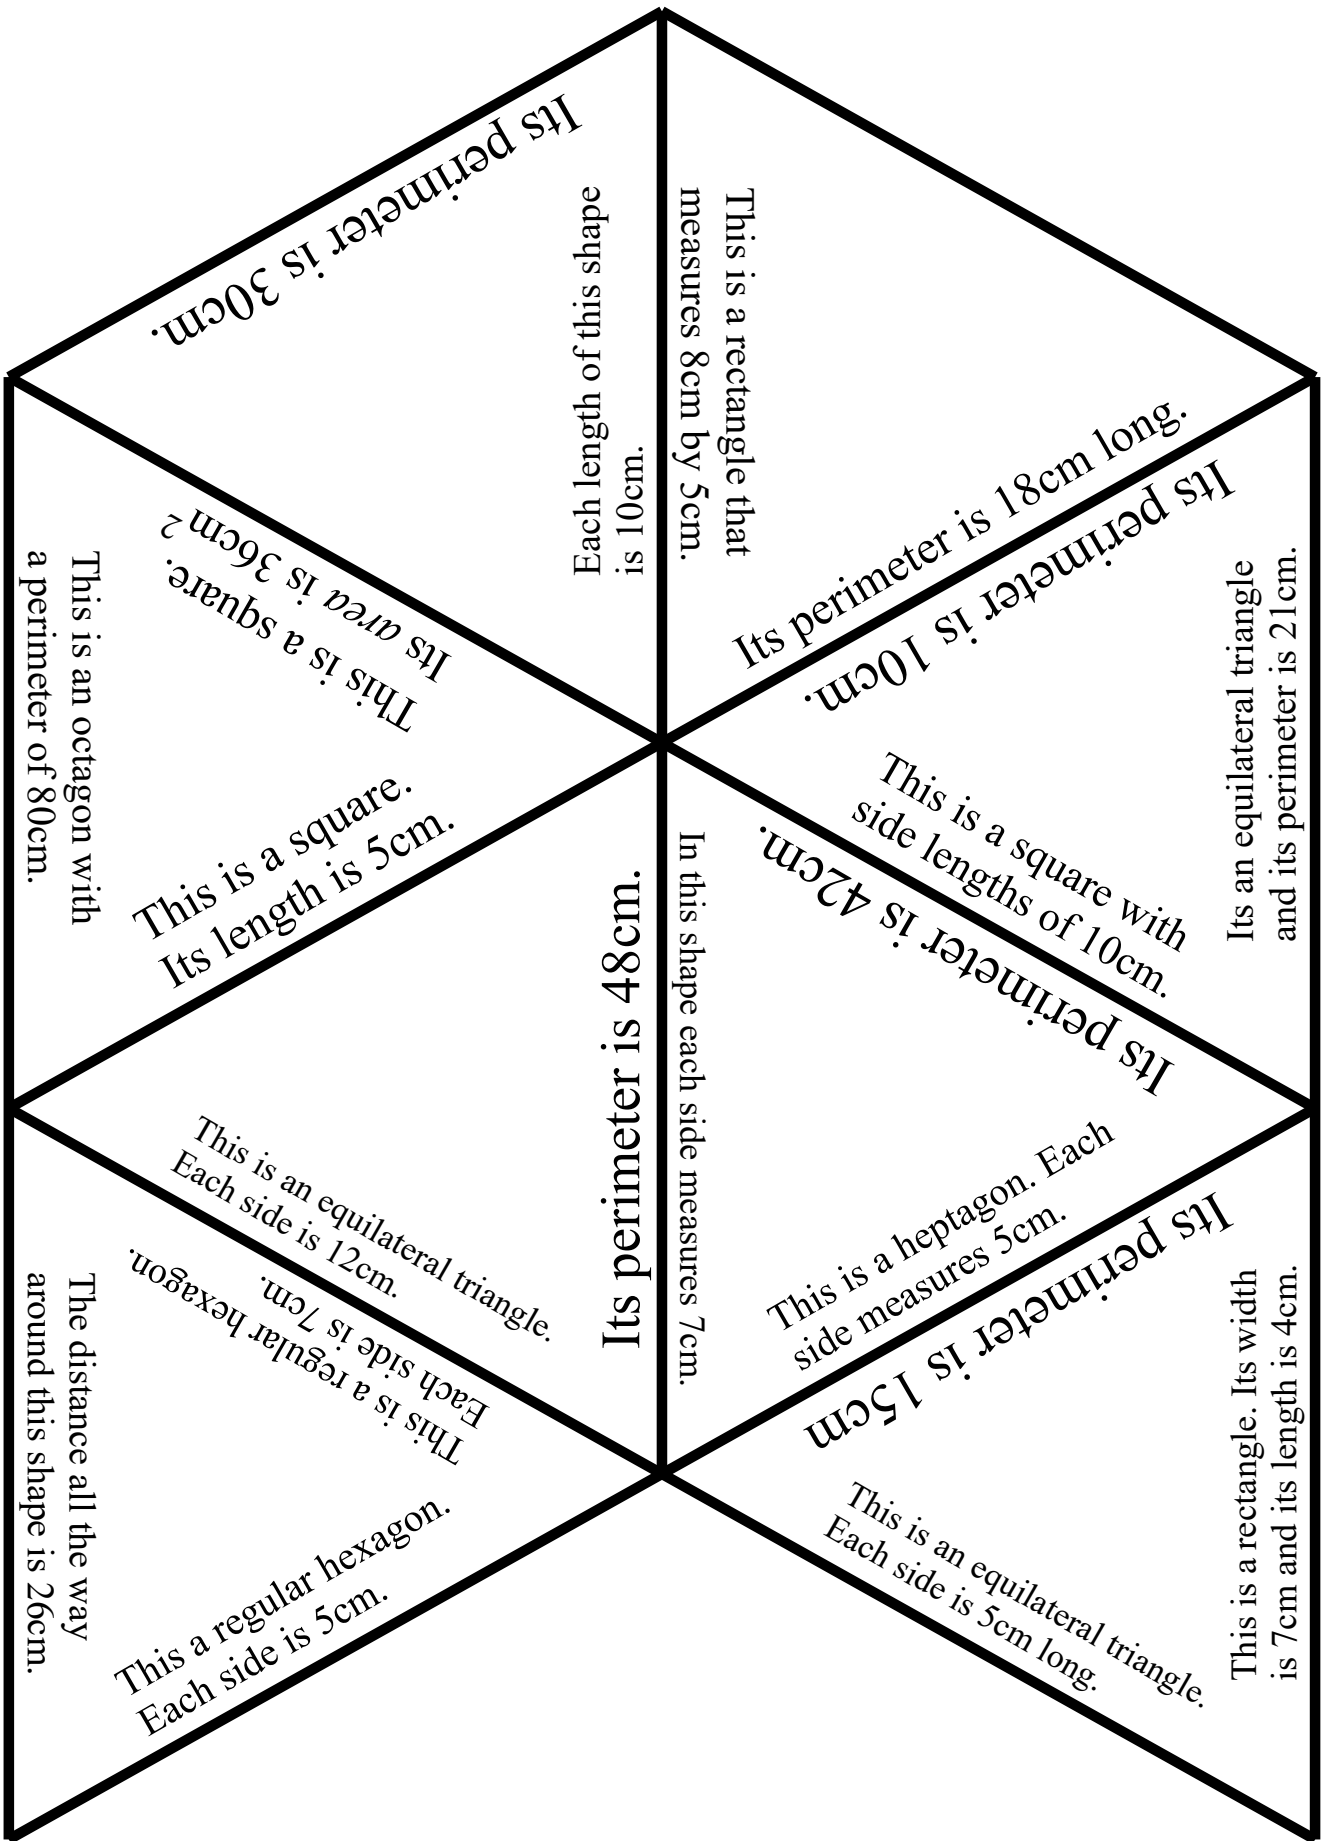 Its perimeter is 30cm.
Each length of this shape
is 10cm.
This is a rectangle that
measures 8cm by 5cm.
Its perimeter is 18cm long.
Its perimeter is 10cm.
Its an equilateral triangle
and its perimeter is 21cm.
This is a square with
side lengths of 10cm.
This is a square.
Its area is 36cm²
This is an octagon with
a perimeter of 80cm.
This is a square.
Its length is 5cm.
Its perimeter is 48cm.
This is an equilateral triangle.
Each side is 12cm.
In this shape each side measures 7cm.
Its perimeter is 42cm.
This is a heptagon. Each
side measures 5cm.
This is a regular hexagon.
Each side is 7cm.
The distance all the way
around this shape is 26cm.
This a regular hexagon.
Each side is 5cm.
Its perimeter is 15cm
This is a rectangle. Its width
is 7cm and its length is 4cm.
This is an equilateral triangle.
Each side is 5cm long.